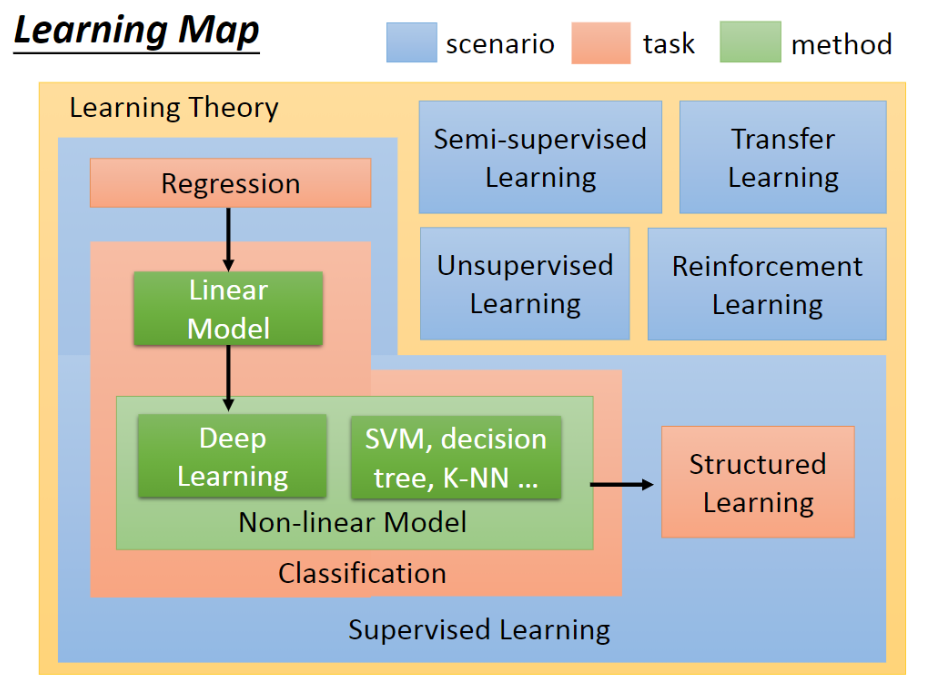 Learning Map
scenario
task
method
Learning Theory
Regression
Linear
Model
Deep
Learning
SVM, decision
tree, K-NN ...
Non-linear Model
Classification
Supervised Learning
Structured
Learning
Semi-supervised
Learning
Transfer
Learning
Unsupervised
Learning
Reinforcement
Learning